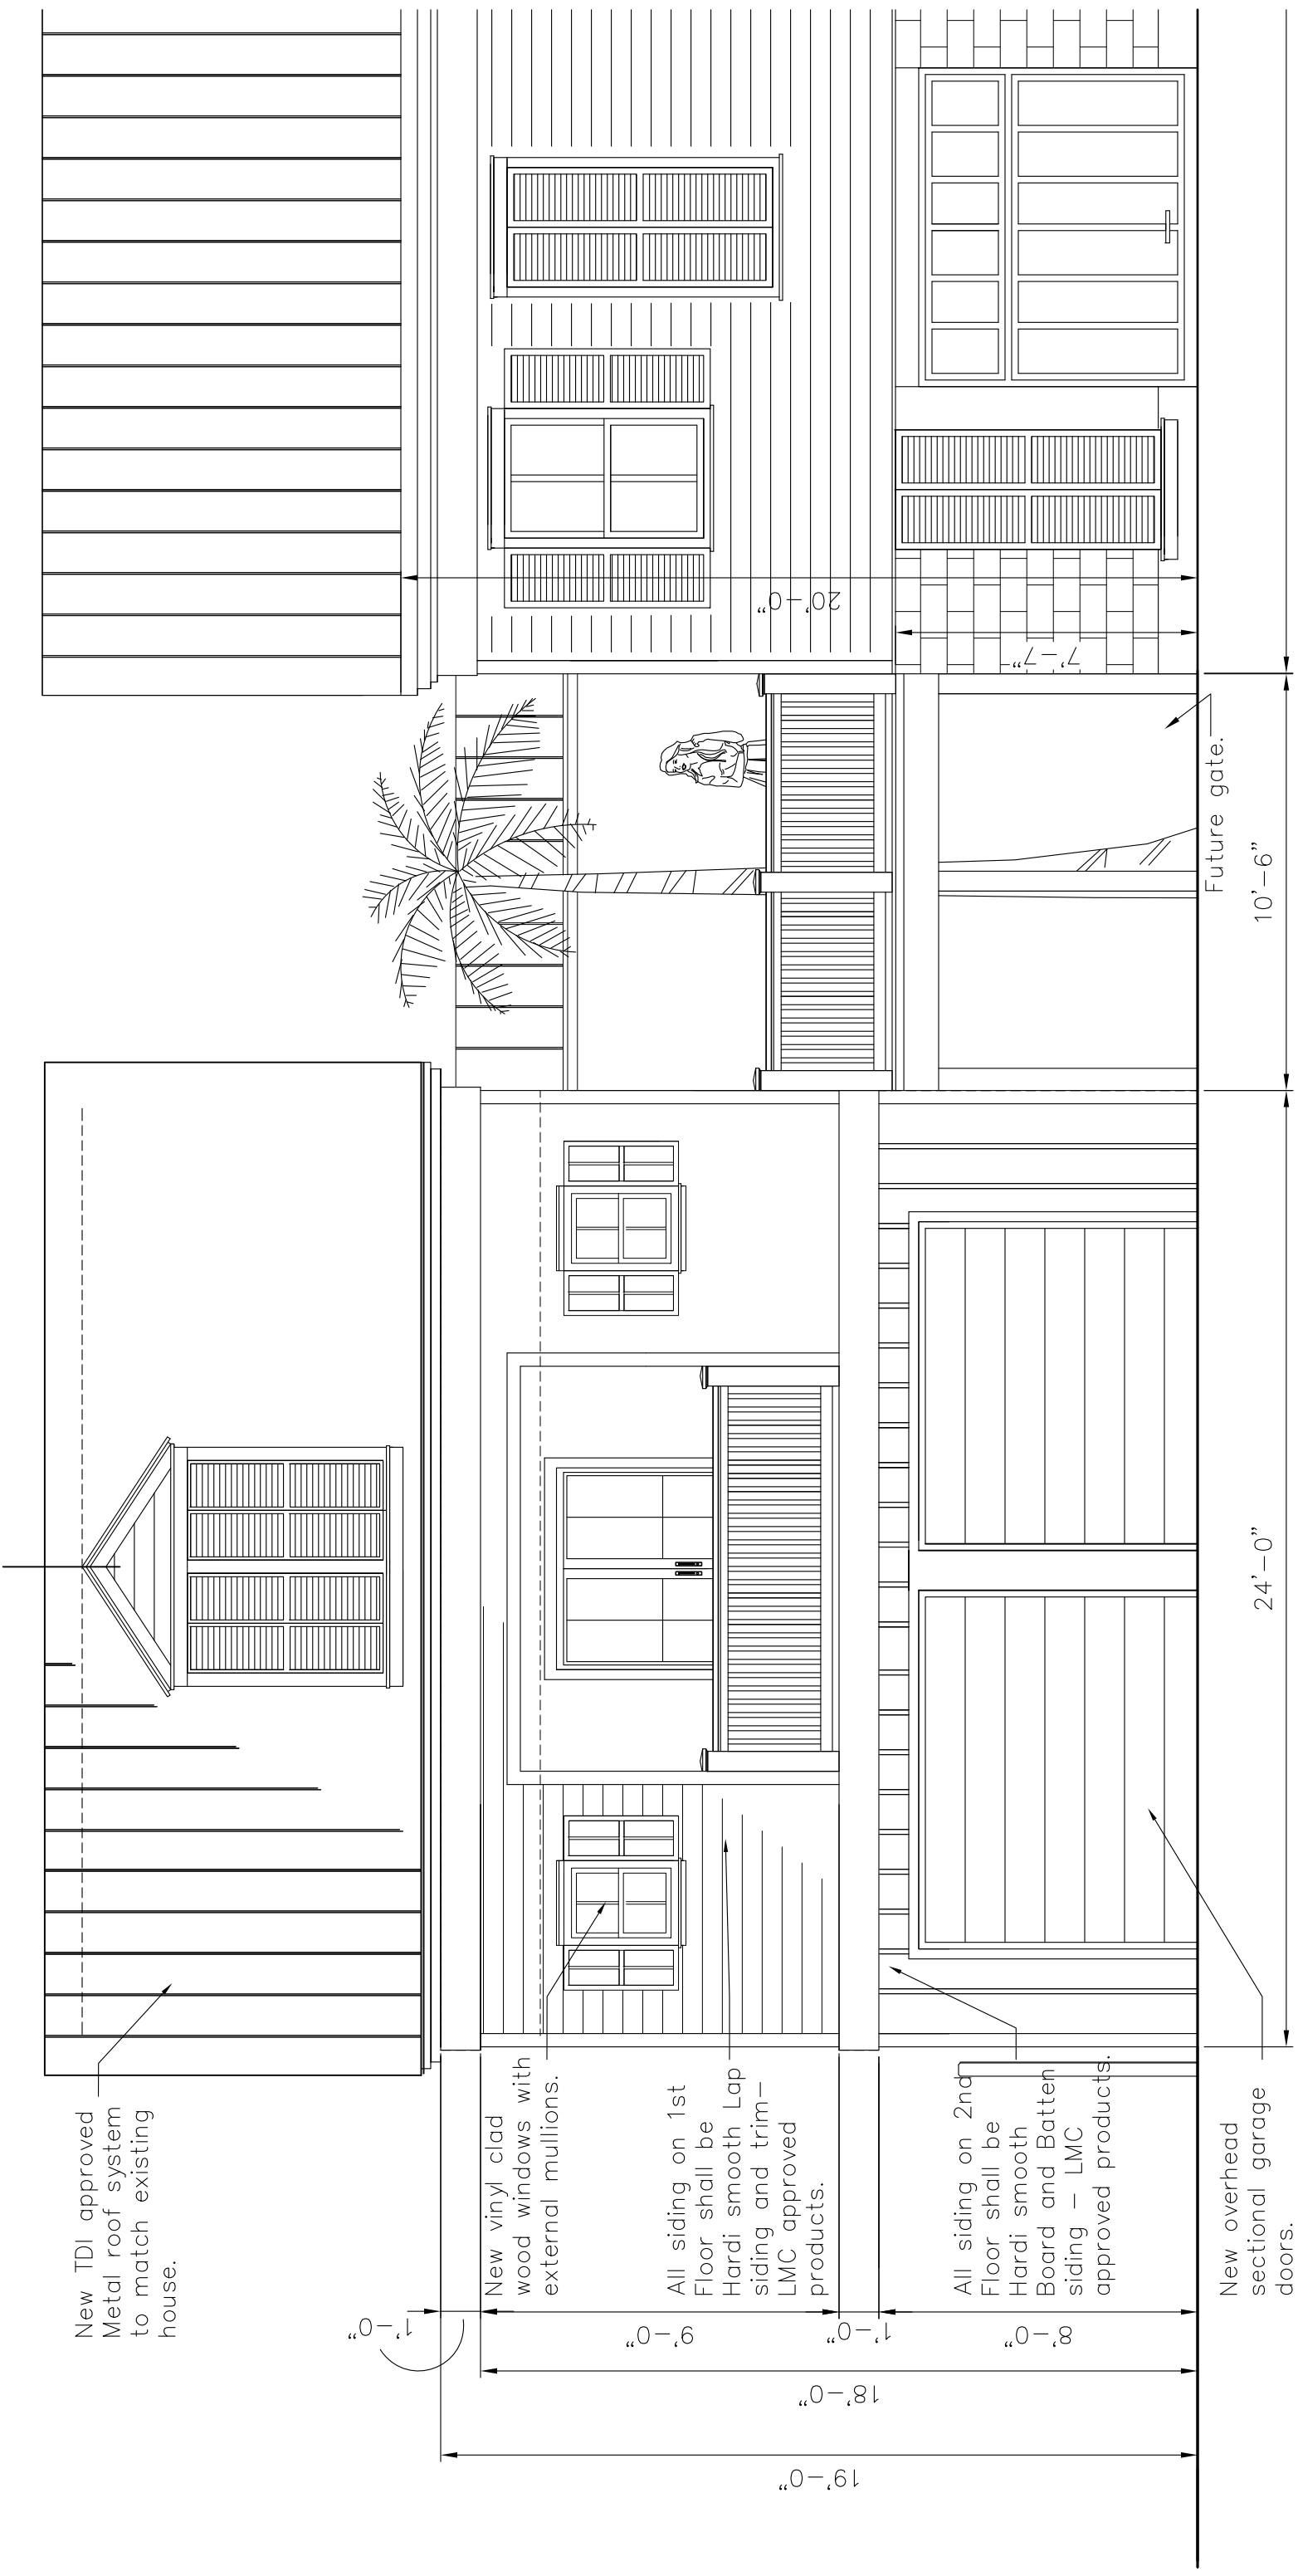 New TDI approved
Metal roof system
to match existing
house.
New vinyl clad
wood windows with
external mullions.
All siding on 1st
Floor shall be
Hardi smooth Lap
siding and trim–
LMC approved
products.
All siding on 2nd
Floor shall be
Hardi smooth
Board and Batten
siding – LMC
approved products.
New overhead
sectional garage
doors.
1'–0"
9'–0"
1'–0"
8'–0"
18'–0"
19'–0"
24'–0"
10'–6"
Future gate.
20'–0"
7'–7"